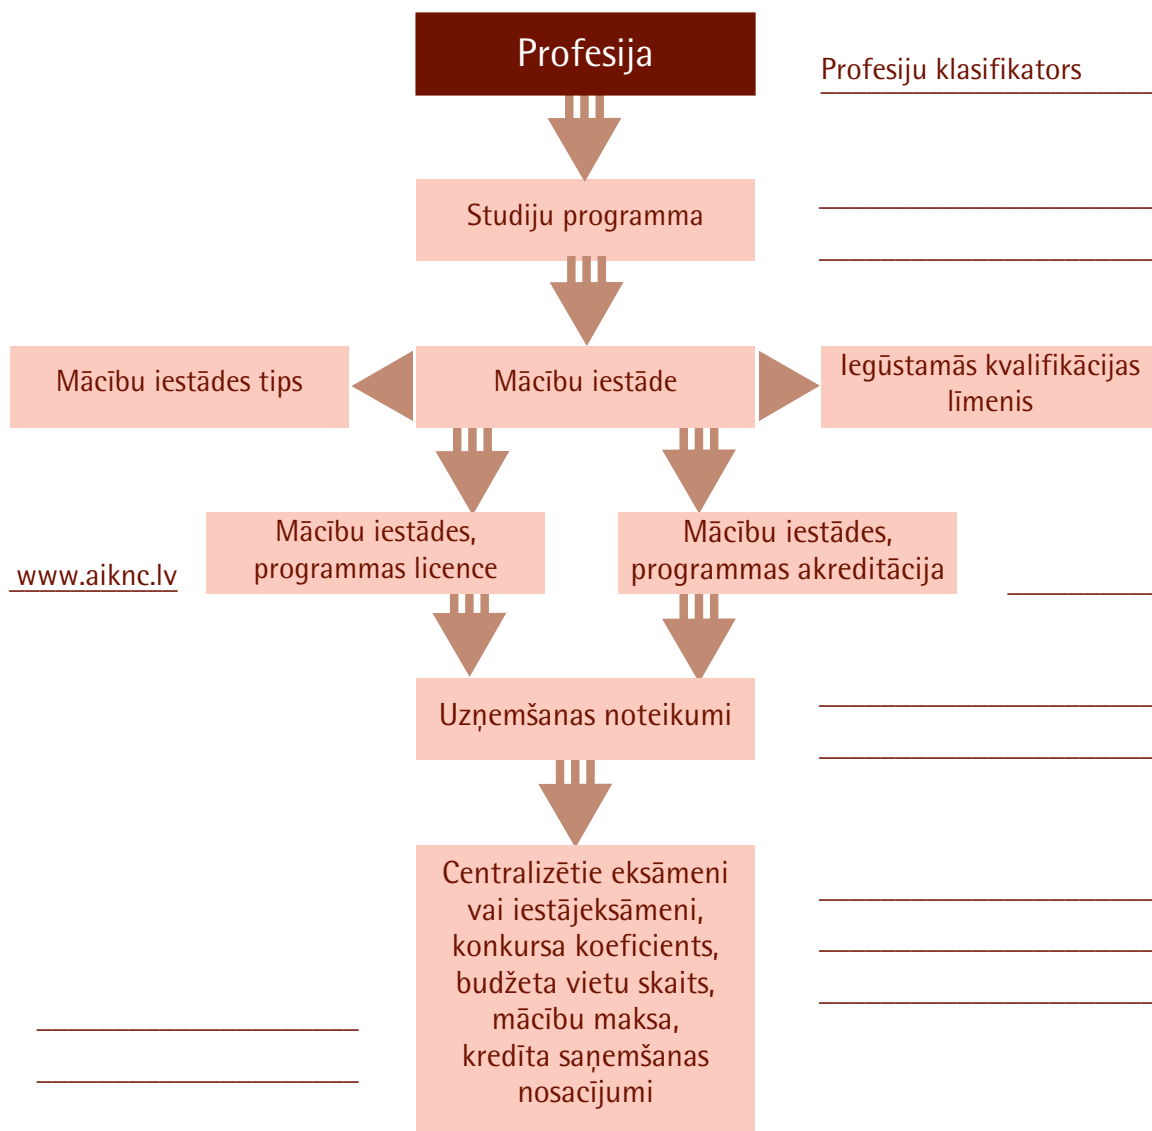 Profesija
Profesiju klasifikators
Studiju programma
Mācību iestādes tips
Mācību iestāde
Iegūstamās kvalifikācijas
līmenis
www.aiknc.lv
Mācību iestādes,
programmas licence
Mācību iestādes,
programmas akreditācija
Uzņemšanas noteikumi
Centralizētie eksāmeni
vai iestājeksāmeni,
konkursa koeficients,
budžeta vietu skaits,
mācību maksa,
kredīta saņemšanas
nosacījumi